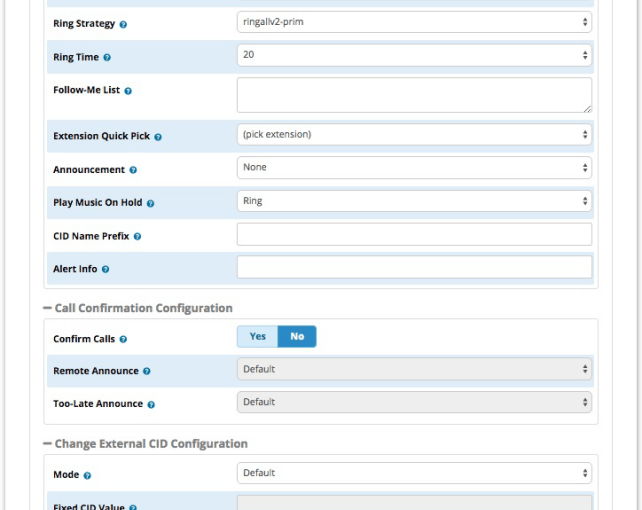 Ring Strategy
ringallv2-prim
Ring Time
20
Follow-Me List
Extension Quick Pick
(pick extension)
Announcement
None
Play Music On Hold
Ring
CID Name Prefix
Alert Info
Call Confirmation Configuration
Confirm Calls
Yes No
Remote Announce
Default
Too-Late Announce
Default
Change External CID Configuration
Mode
Default
Fixed CID Value